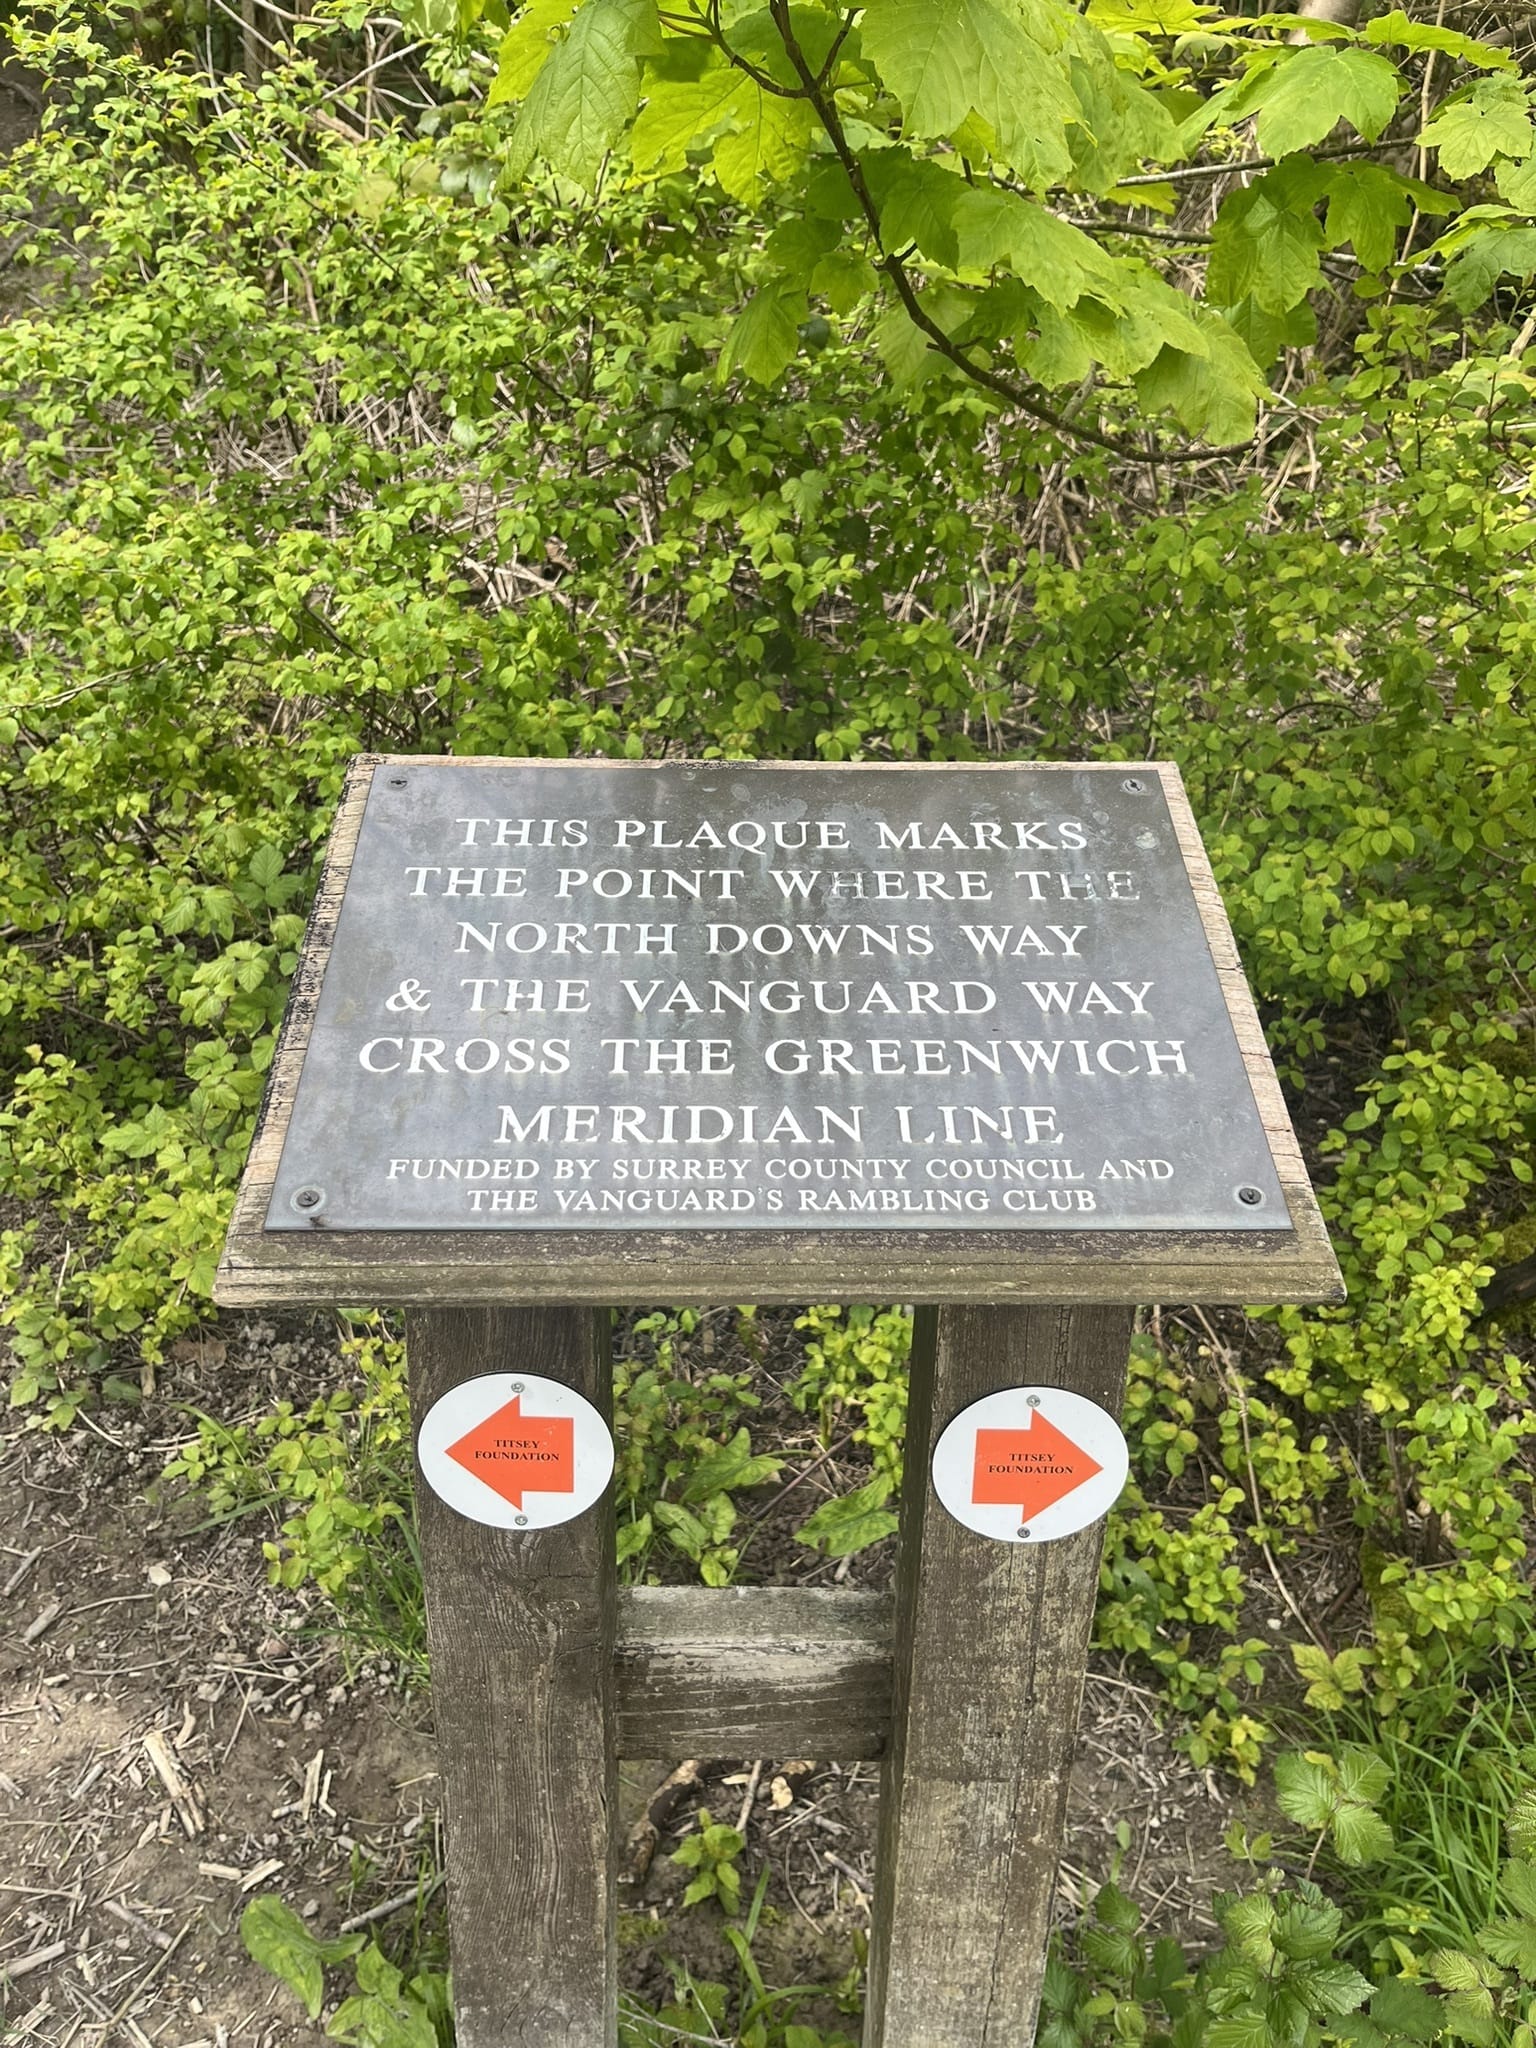 THIS PLAQUE MARKS
THE POINT WHERE THE
NORTH DOWNS WAY
& THE VANGUARD WAY
CROSS THE GREENWICH
MERIDIAN LINE
FUNDED BY SURREY COUNTY COUNCIL AND
THE VANGUARD'S RAMBLING CLUB
TITSEY
FOUNDATION
TITSEY
FOUNDATION